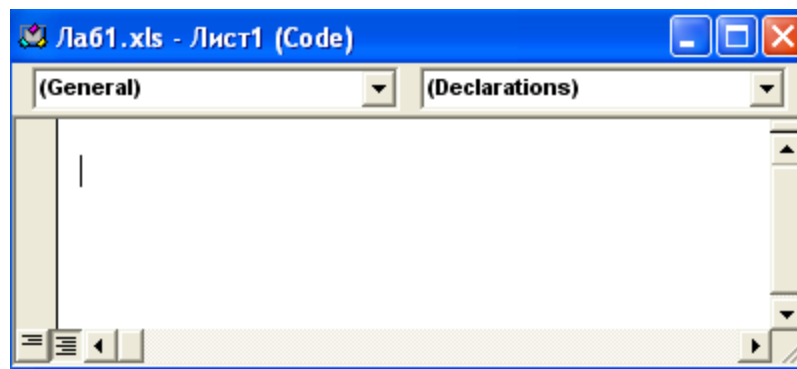 Лаб1.xls - Лист1 (Code)
(General) (Declarations)